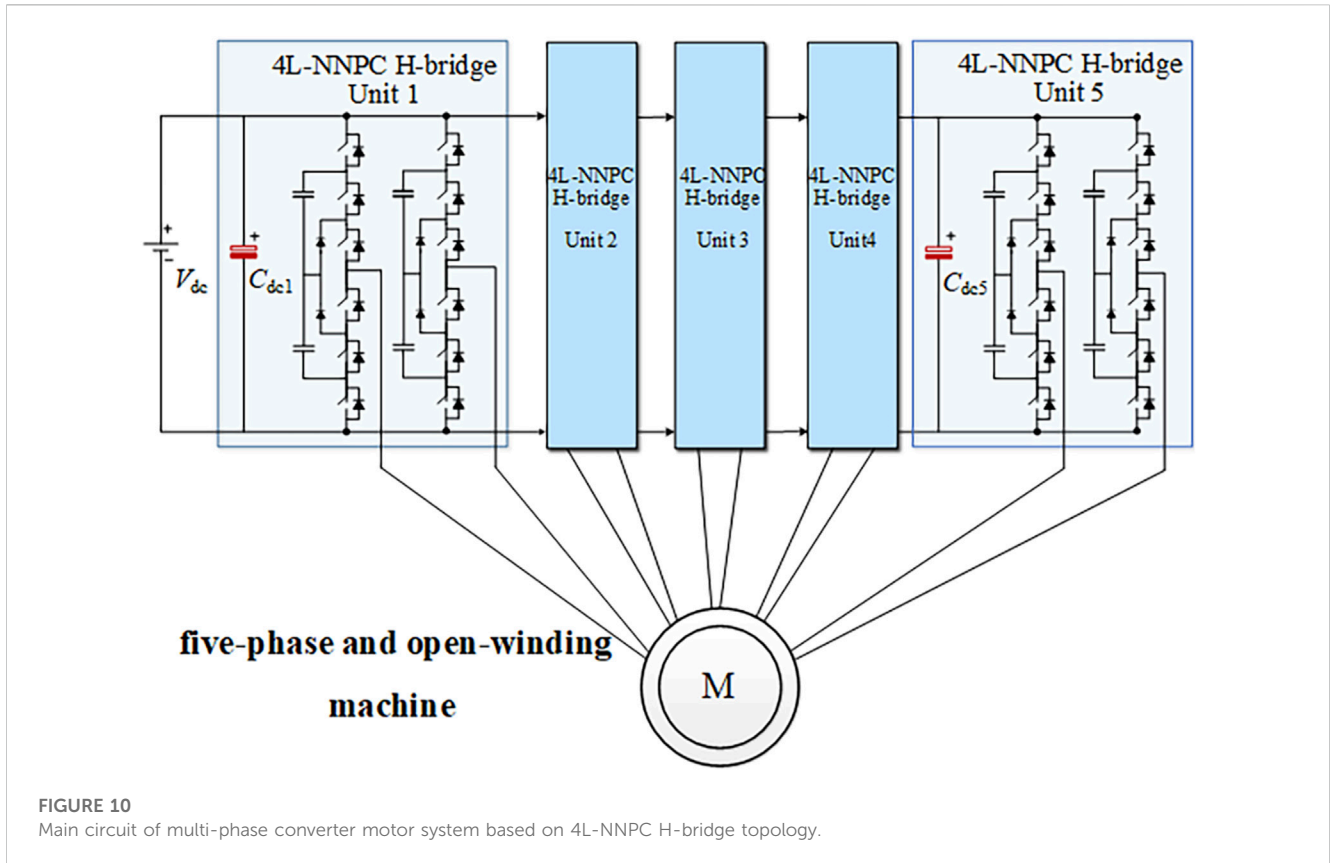 4L-NNPC H-bridge
Unit 1
4L-NNPC
H-bridge
Unit 2
4L-NNPC
H-bridge
Unit 3
4L-NNPC
H-bridge
Unit4
4L-NNPC H-bridge
Unit 5
+
-
Vdc
+
Cdc1
+
Cdc5
five-phase and open-winding
machine
M
FIGURE 10
Main circuit of multi-phase converter motor system based on 4L-NNPC H-bridge topology.